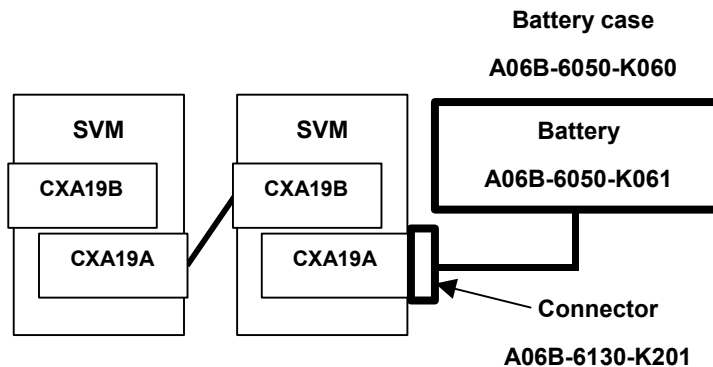 Battery case
A06B-6050-K060
SVM
CXA19B
CXA19A
SVM
CXA19B
CXA19A
Battery
A06B-6050-K061
Connector
A06B-6130-K201